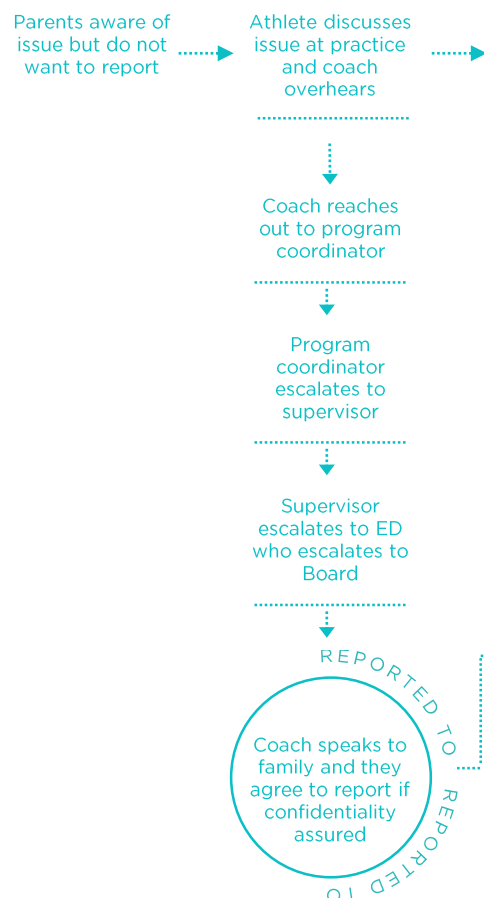 Parents aware of
issue but do not
want to report
Athlete discusses
issue at practice
and coach
overhears
Coach reaches
out to program
coordinator
Program
coordinator
escalates to
supervisor
Supervisor
escalates to ED
who escalates to
Board
REPORTED TO
Coach speaks to
family and they
agree to report if
confidentiality
assured
REPORTED TO